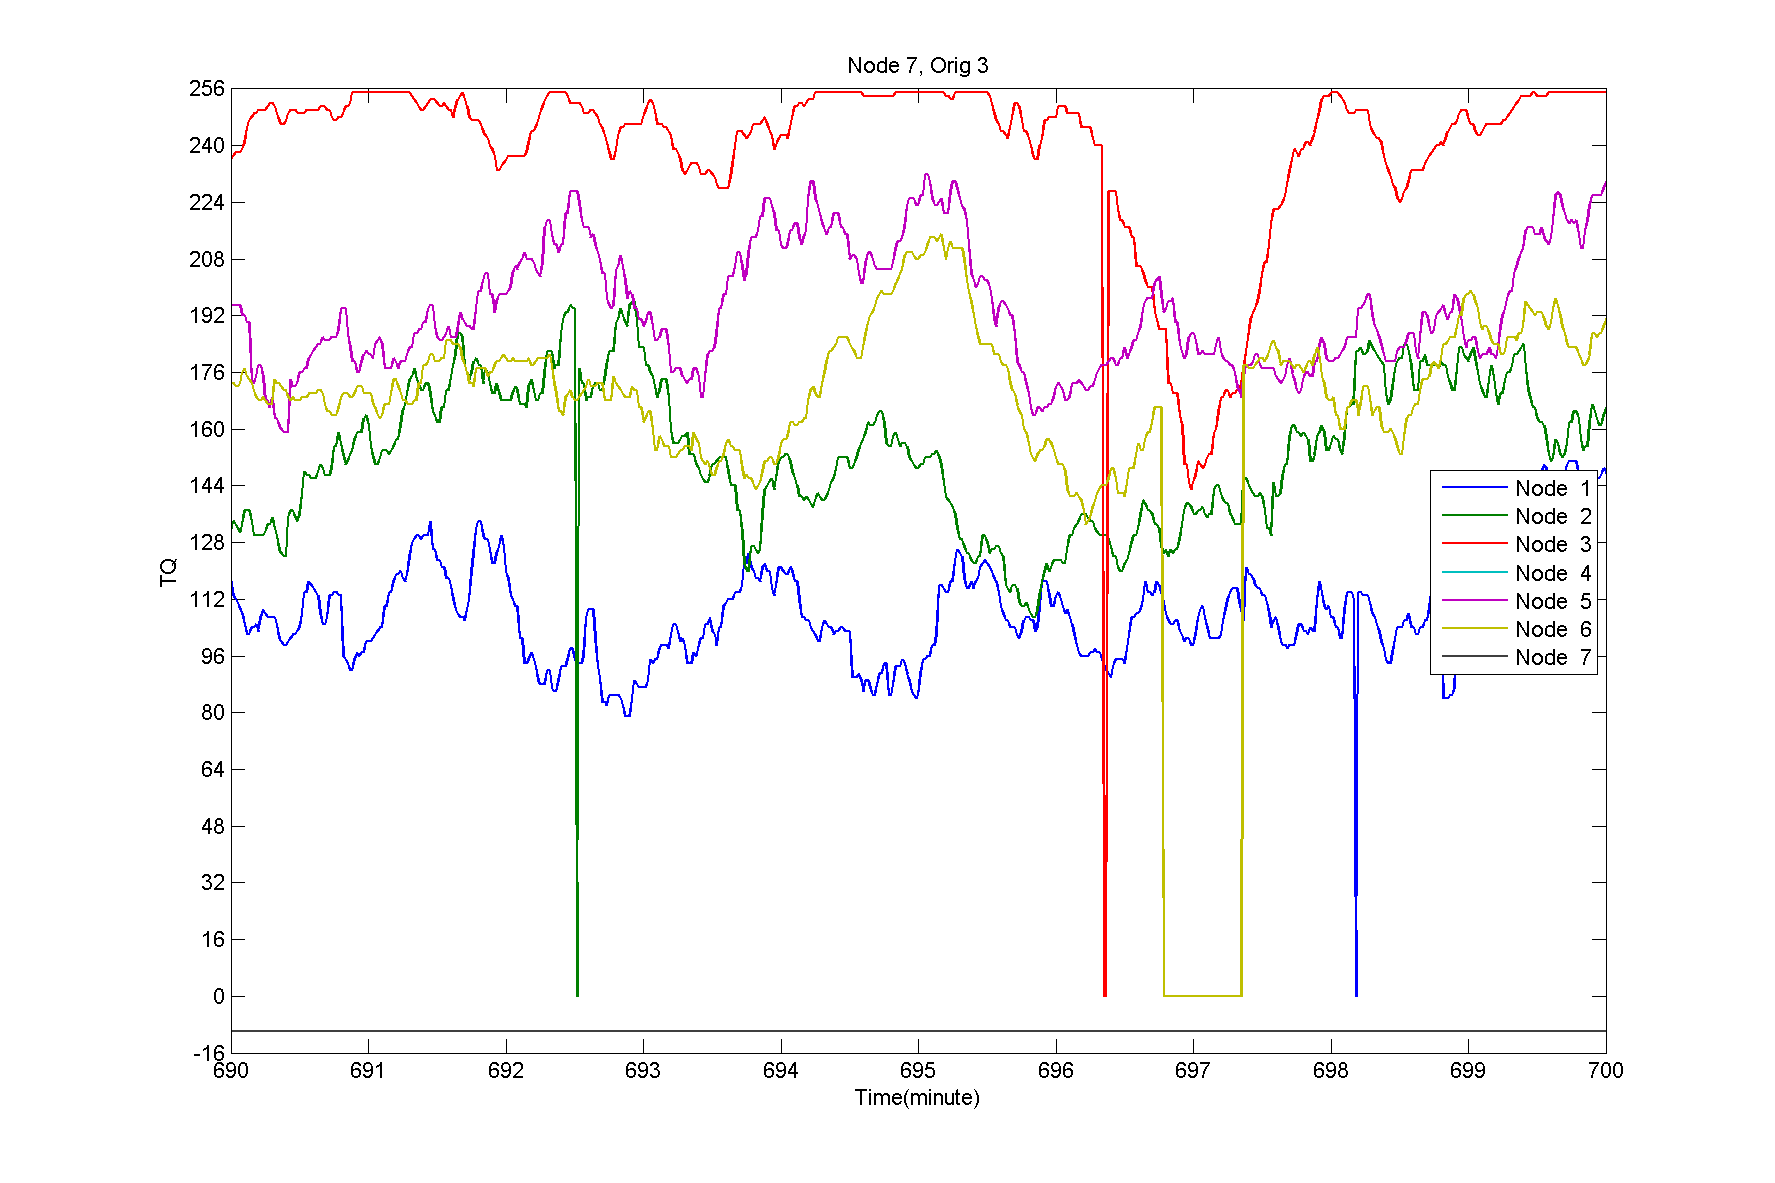 Node 7, Orig 3
256
240
224
208
192
176
160
144
128
112
96
80
64
48
32
16
0
-16
TQ
Node 1
Node 2
Node 3
Node 4
Node 5
Node 6
Node 7
690 691 692 693 694 695 696 697 698 699 700
Time(minute)